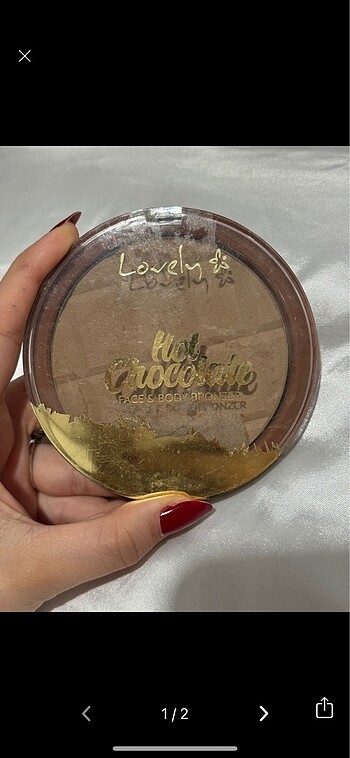 Lovely
Hot
Chocolate
FACE & BODY BRONZER
1/2